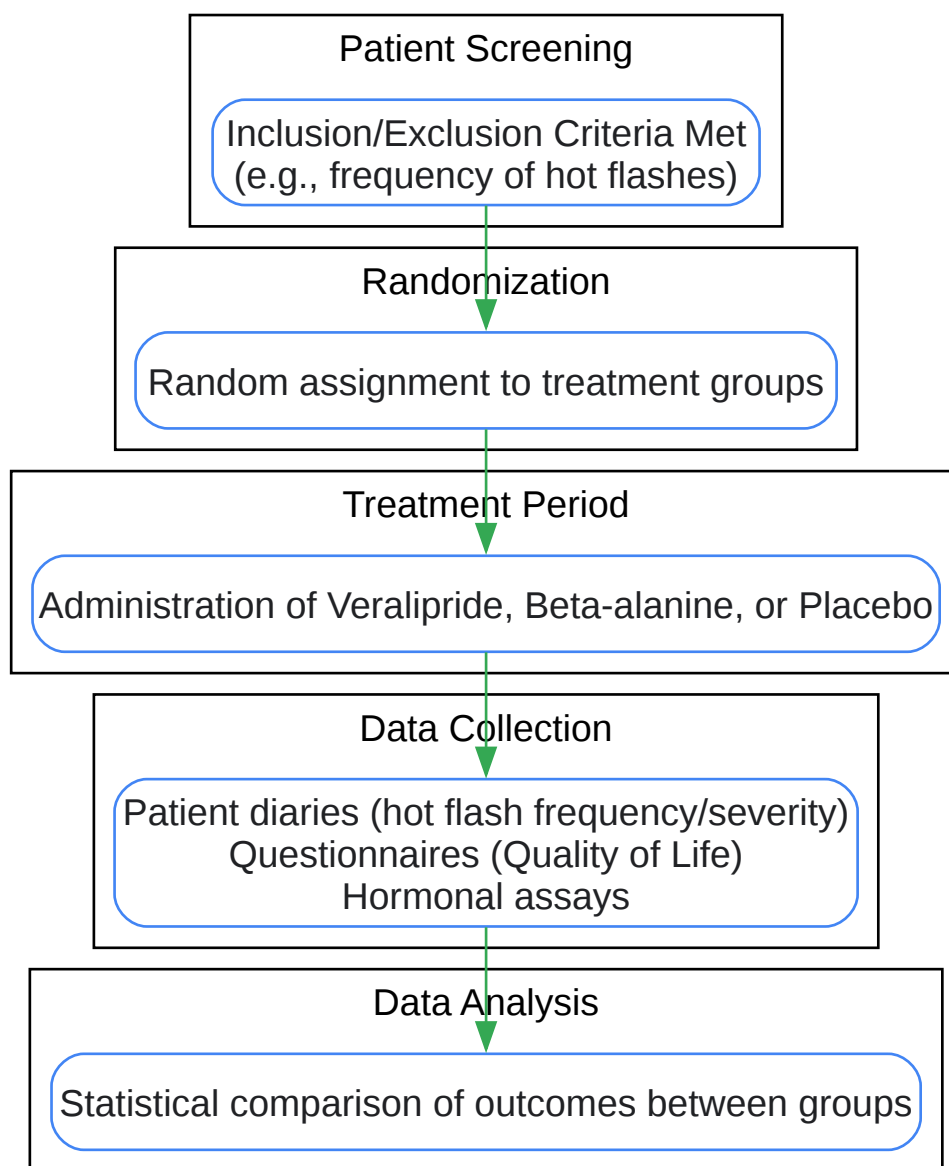 Patient Screening
Inclusion/Exclusion Criteria Met
(e.g., frequency of hot flashes)
Randomization
Random assignment to treatment groups
Treatment Period
Administration of Veralipride, Beta-alanine, or Placebo
Data Collection
Patient diaries (hot flash frequency/severity)
Questionnaires (Quality of Life)
Hormonal assays
Data Analysis
Statistical comparison of outcomes between groups